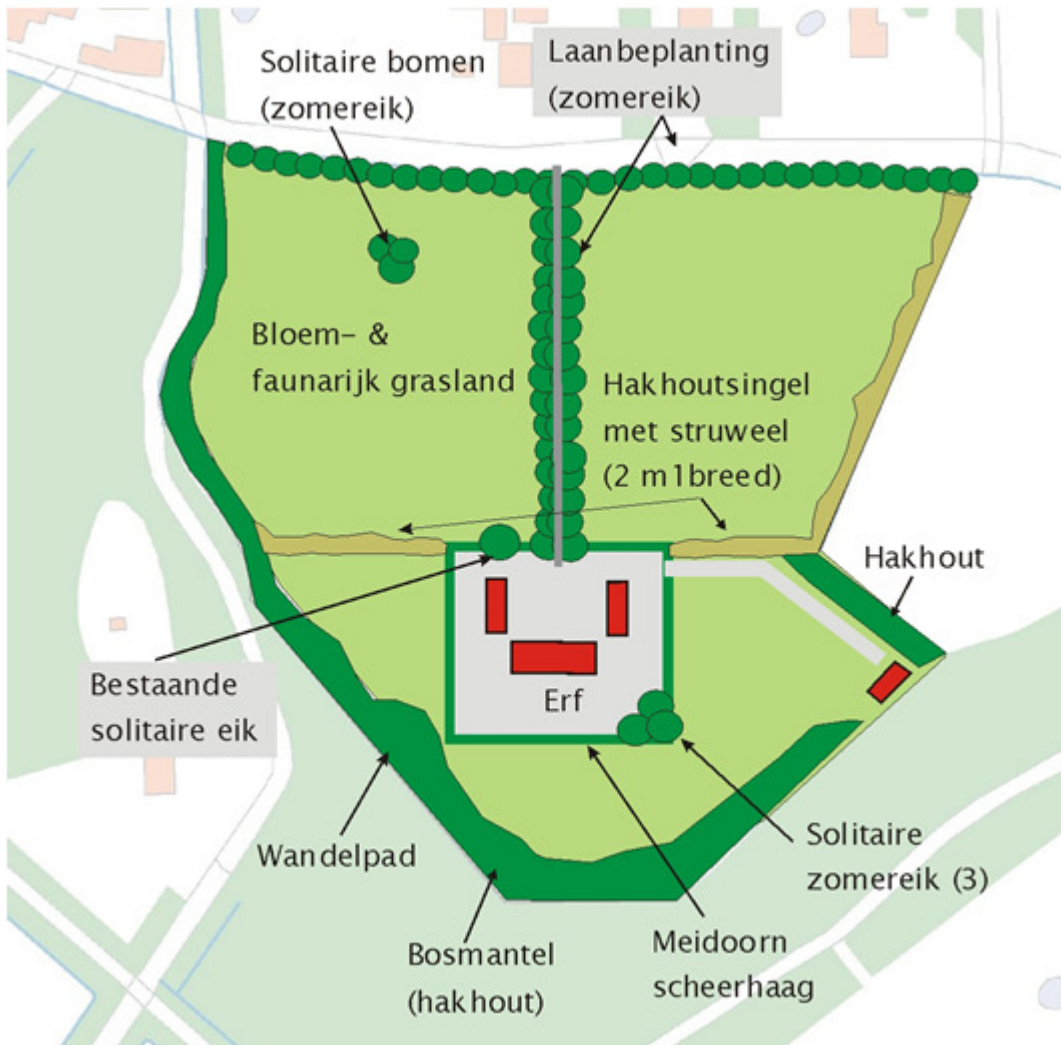 Solitaire bomen
(zomereik)
Laanbeplanting
(zomereik)
Bloem- &
faunarijk grasland
Hakhoutsingel
met struweel
(2 m1breed)
Hakhout
Bestaande
solitaire eik
Erf
Wandelpad
Solitaire
zomereik (3)
Bosmantel
(hakhout)
Meidoorn
scheerhaag